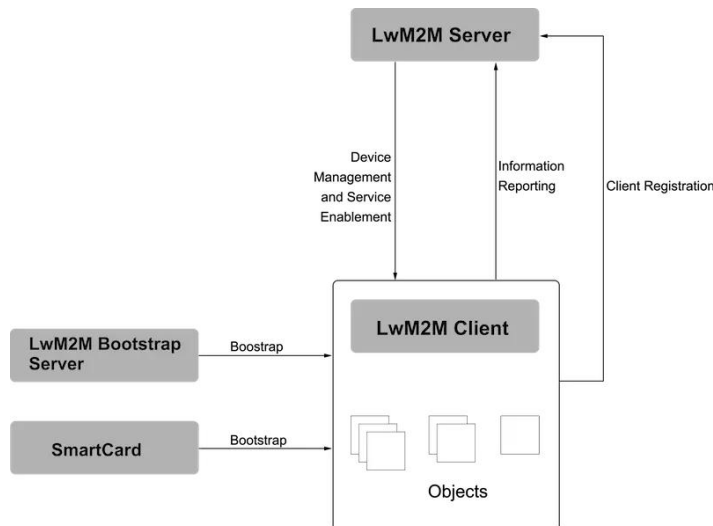 LwM2M Server
Device
Management
and Service
Enablement
Information
Reporting
Client Registration
LwM2M Client
LwM2M Bootstrap
Server
Boostrap
SmartCard
Bootstrap
Objects